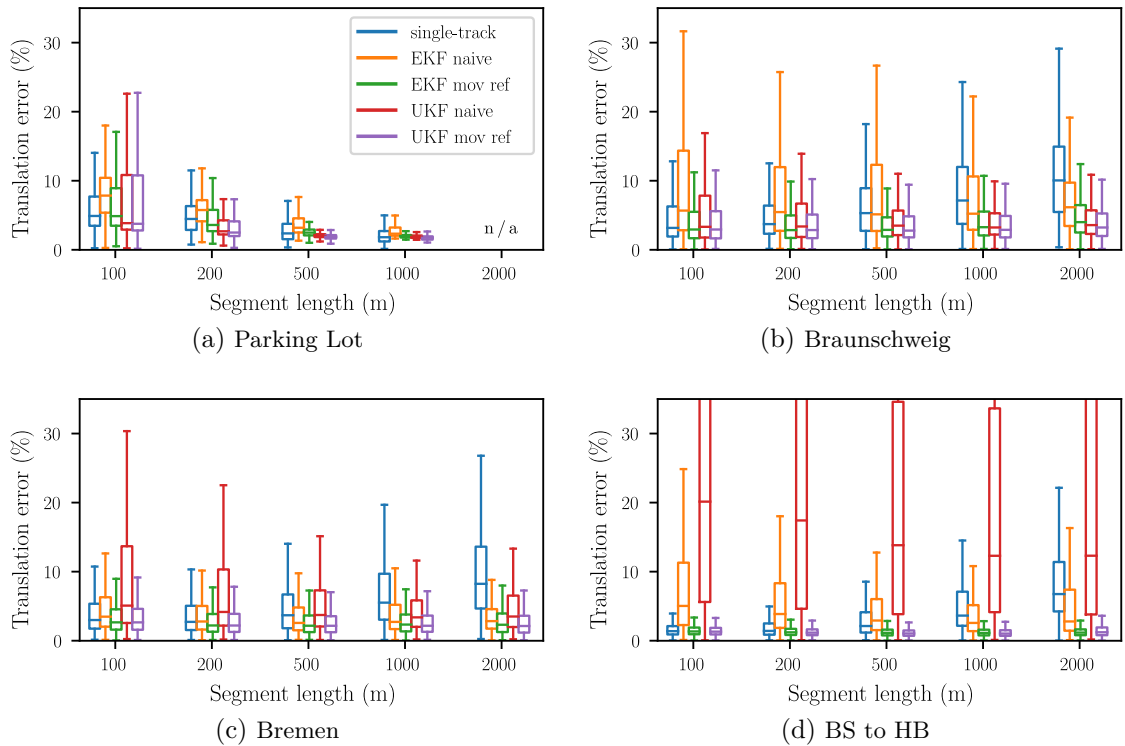 Translation error (%)
30
20
10
0
single-track
EKF naive
EKF mov ref
UKF naive
UKF mov ref
n/a
100 200 500 1000 2000
Segment length (m)
(a) Parking Lot
Translation error (%)
30
20
10
0
100 200 500 1000 2000
Segment length (m)
(b) Braunschweig
Translation error (%)
30
20
10
0
100 200 500 1000 2000
Segment length (m)
(c) Bremen
Translation error (%)
30
20
10
0
100 200 500 1000 2000
Segment length (m)
(d) BS to HB